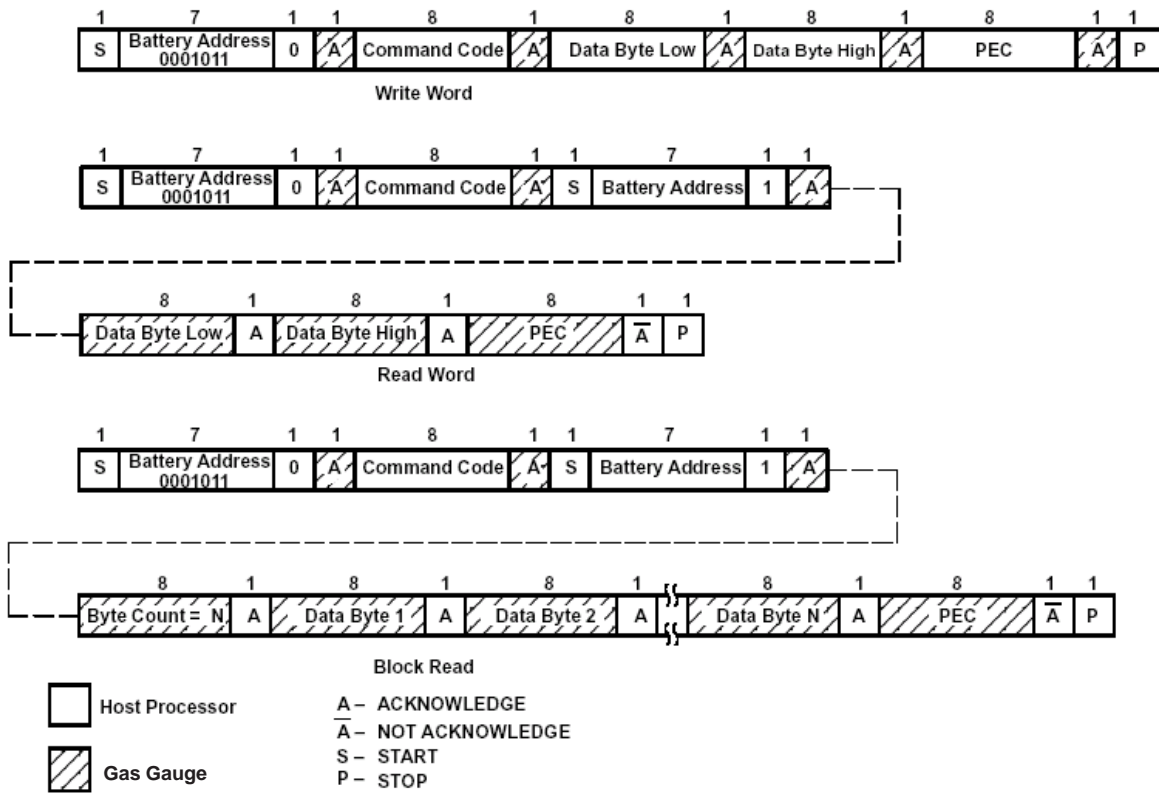 1 7 1 1 8 1 8 1 8 1 8 1 1
S Battery Address 0 A Command Code A Data Byte Low A Data Byte High A PEC A P
0001011
Write Word
1 7 1 1 8 1 1 7 1 1
S Battery Address 0 A Command Code A S Battery Address 1 A
0001011
8 1 8 1 8 1 1
Data Byte Low A Data Byte High A PEC A̅ P
Read Word
1 7 1 1 8 1 1 7 1 1
S Battery Address 0 A Command Code A S Battery Address 1 A
0001011
8 1 8 1 8 1 8 1 8 1 1
Byte Count = N A Data Byte 1 A Data Byte 2 A Data Byte N A PEC A̅ P
Block Read
Host Processor
Gas Gauge
A – ACKNOWLEDGE
A̅ – NOT ACKNOWLEDGE
S – START
P – STOP